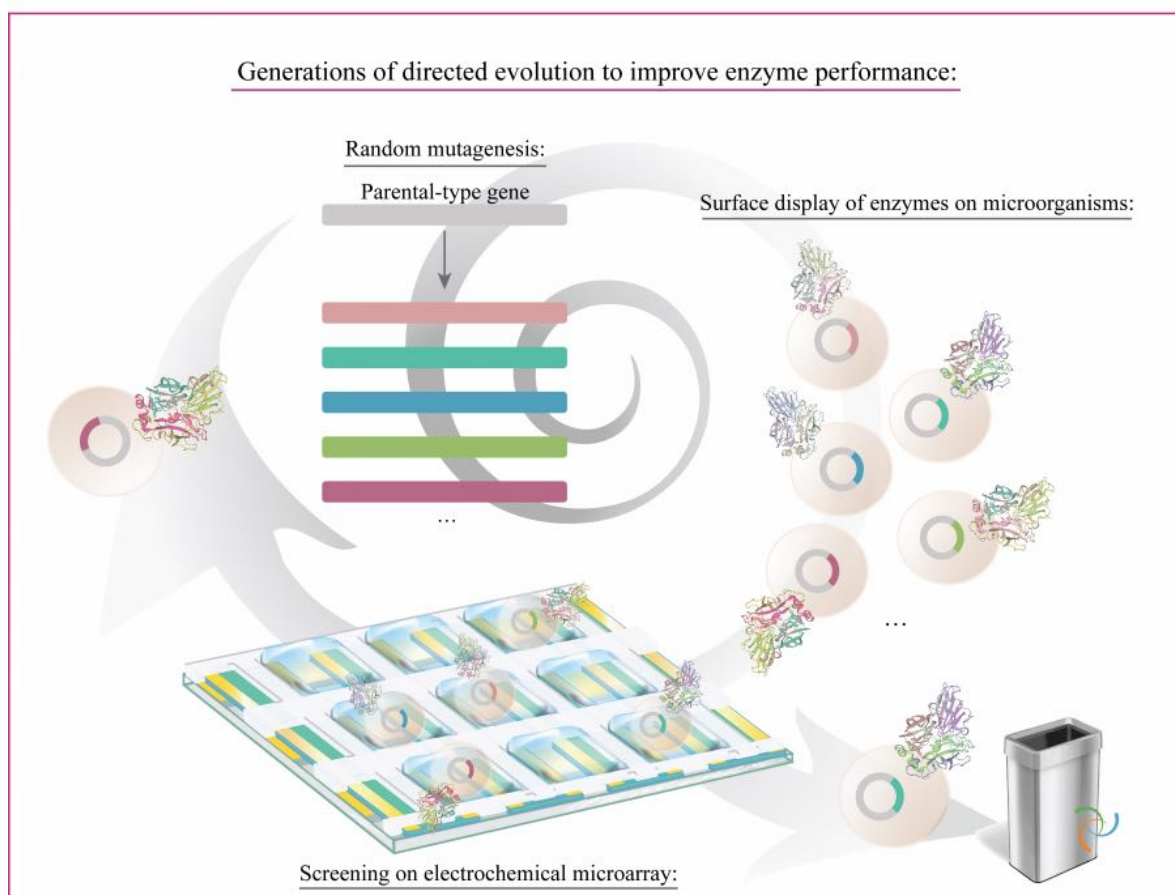 Generations of directed evolution to improve enzyme performance:
Random mutagenesis:
Parental-type gene
Surface display of enzymes on microorganisms:
...
...
Screening on electrochemical microarray: